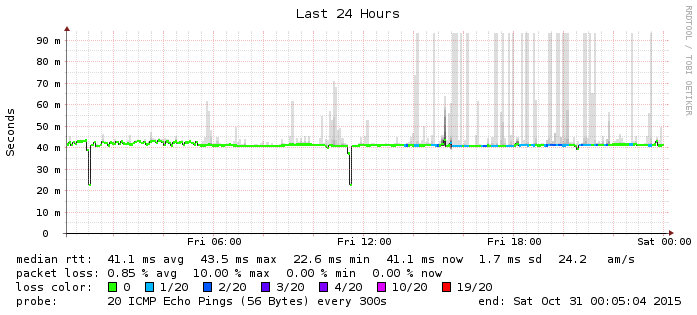 Last 24 Hours
RRDTOOL / TOBI OETIKER
Seconds
90 m
80 m
70 m
60 m
50 m
40 m
30 m
20 m
10 m
0
Fri 06:00 Fri 12:00 Fri 18:00 Sat 00:00
median rtt: 41.1 ms avg 43.5 ms max 22.6 ms min 41.1 ms now 1.7 ms sd 24.2 am/s
packet loss: 0.85 % avg 10.00 % max 0.00 % min 0.00 % now
loss color: 0 1/20 2/20 3/20 4/20 10/20 19/20
probe: 20 ICMP Echo Pings (56 Bytes) every 300s end: Sat Oct 31 00:05:04 2015